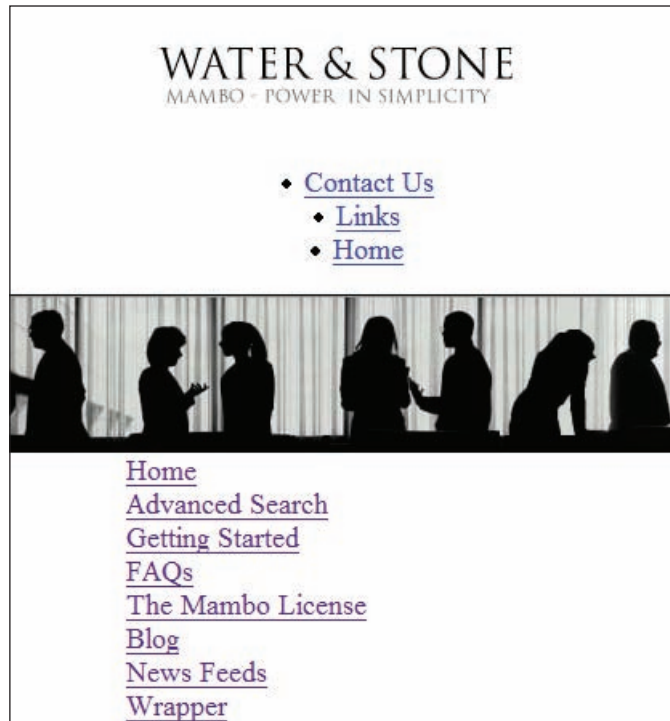 WATER & STONE
MAMBO - POWER IN SIMPLICITY
Contact Us
Links
Home
Home
Advanced Search
Getting Started
FAQs
The Mambo License
Blog
News Feeds
Wrapper